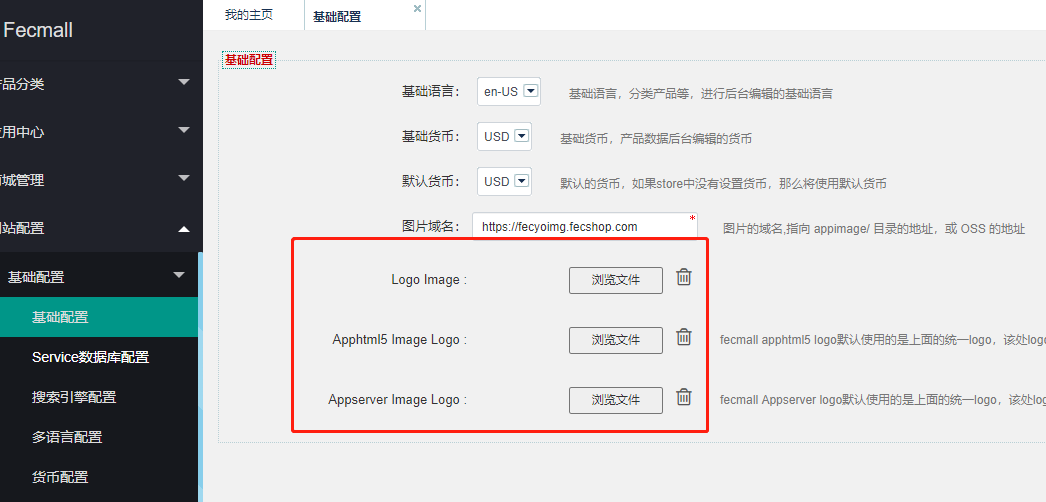 Fecmall
我的主页
基础配置
品分类
用中心
城管理
站配置
基础配置
基础配置
Service数据库配置
搜索引擎配置
多语言配置
货币配置
基础配置
基础语言： en-US 基础语言，分类产品等，进行后台编辑的基础语言
基础货币： USD 基础货币，产品数据后台编辑的货币
默认货币： USD 默认的货币，如果store中没有设置货币，那么将使用默认货币
图片域名： https://fecyoimg.fecshop.com * 图片的域名,指向 appimage/ 目录的地址，或 OSS 的地址
Logo Image : 浏览文件
Apphtml5 Image Logo : 浏览文件 fecmall apphtml5 logo默认使用的是上面的统一logo，该处log
Appserver Image Logo : 浏览文件 fecmall Appserver logo默认使用的是上面的统一logo，该处log